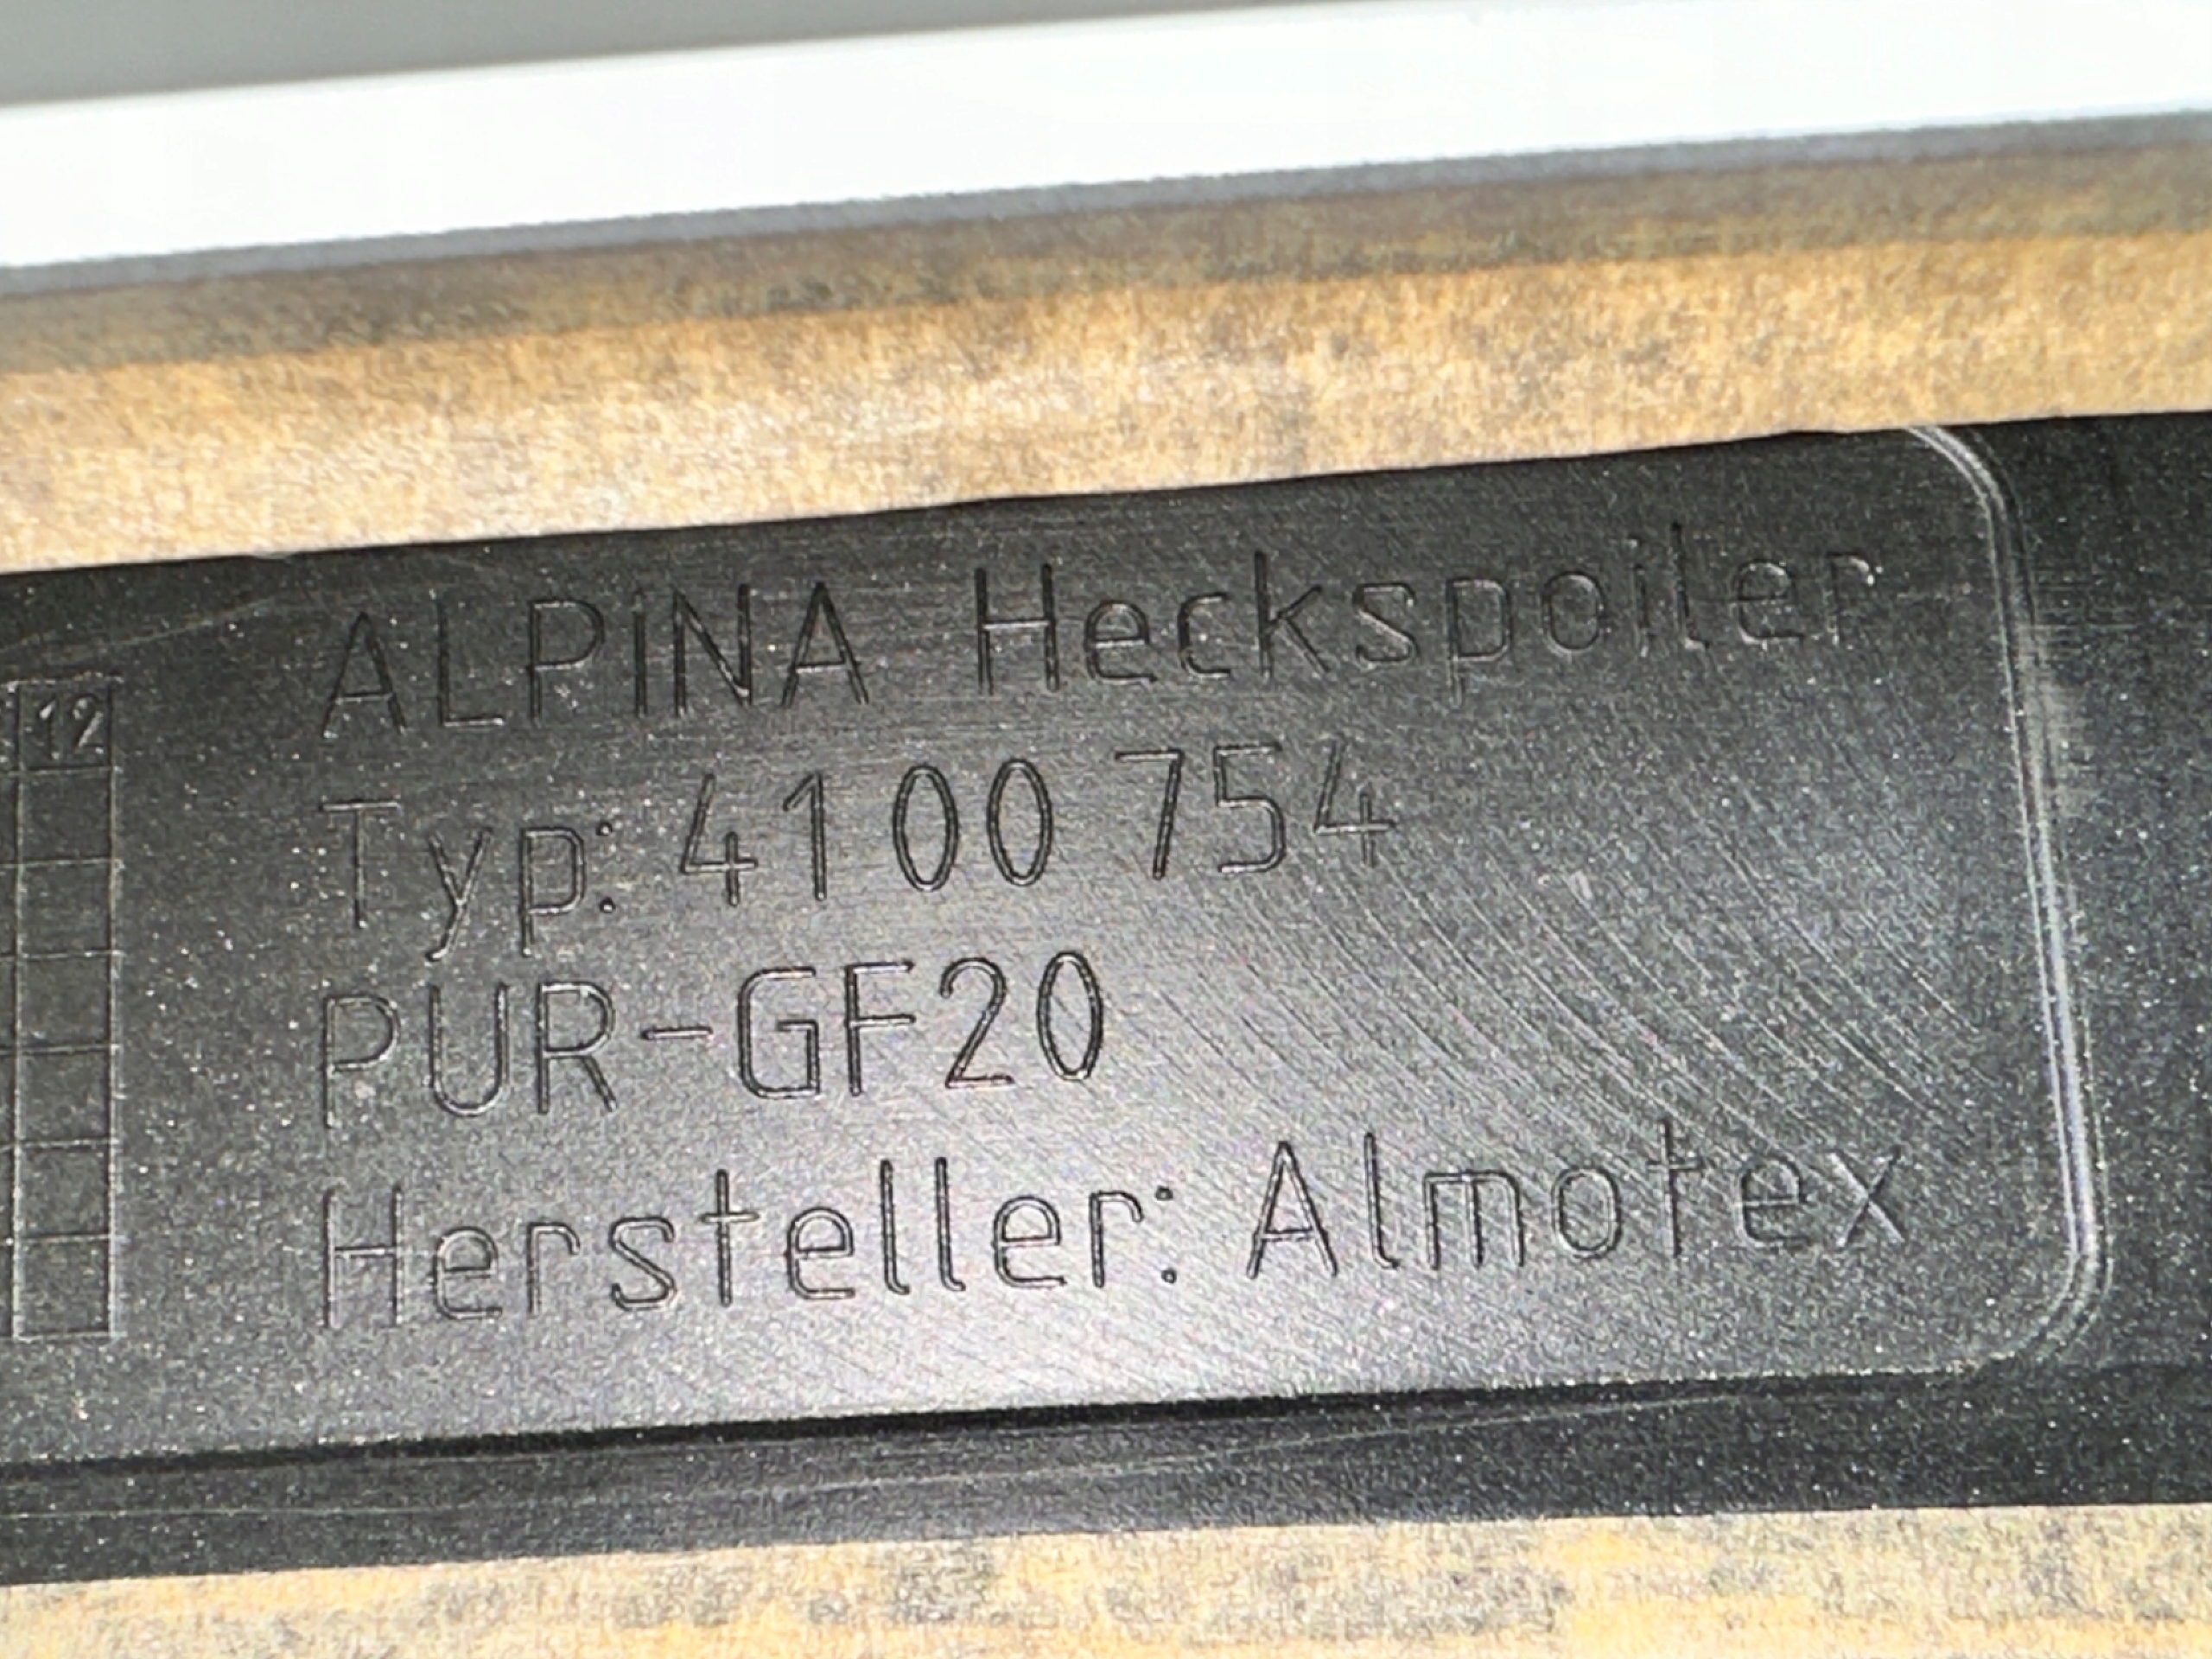 ALPiNA Heckspoiler
Typ: 4100 754
PUR-GF20
Hersteller: Almotex
12